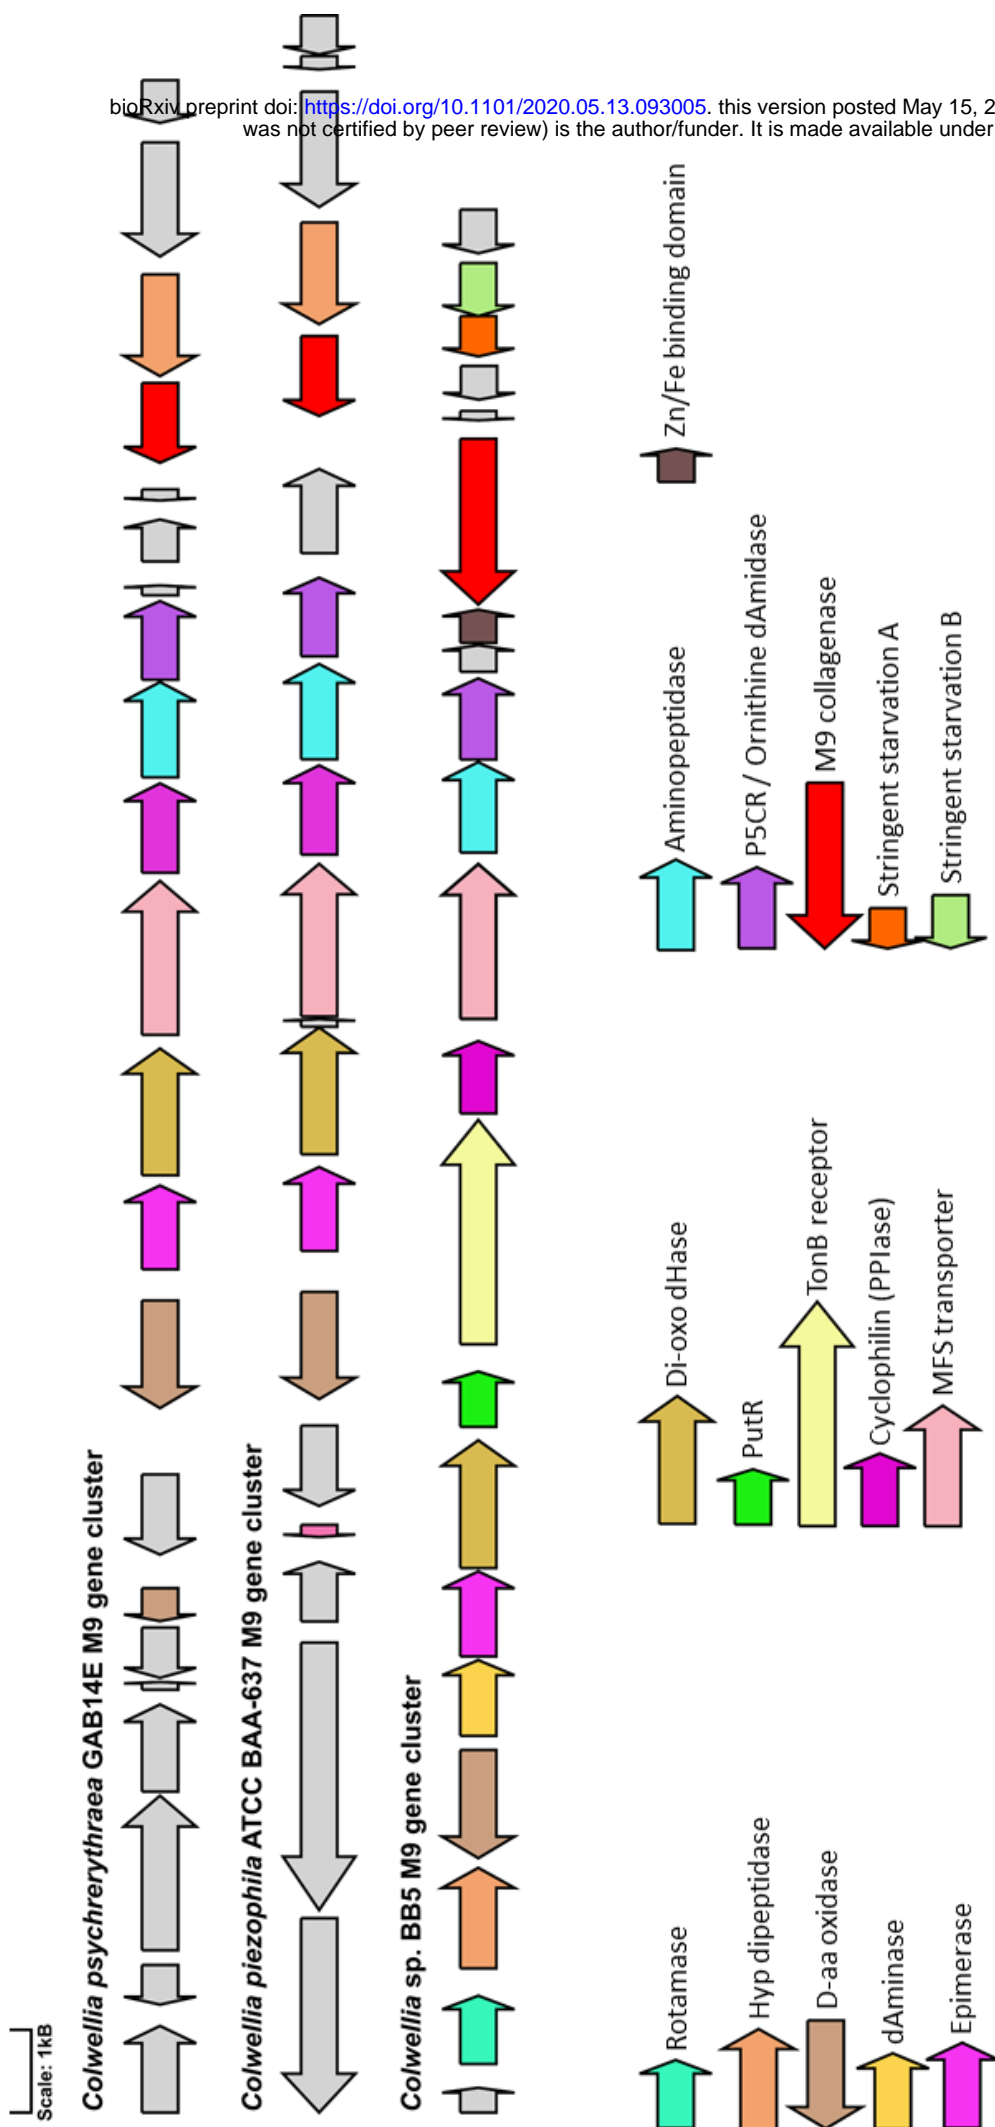 bioRxiv preprint doi: https://doi.org/10.1101/2020.05.13.093005. this version posted May 15, 2
was not certified by peer review) is the author/funder. It is made available under
Scale: 1kB
Colwellia psychrerythraea GAB14E M9 gene cluster
Colwellia piezophila ATCC BAA-637 M9 gene cluster
Colwellia sp. BB5 M9 gene cluster
Rotamase
Hyp dipeptidase
D-aa oxidase
dAminase
Epimerase
Di-oxo dHase
PutR
TonB receptor
Cyclophilin (PPIase)
MFS transporter
Aminopeptidase
P5CR / Ornithine dAmidase
M9 collagenase
Stringent starvation A
Stringent starvation B
Zn/Fe binding domain